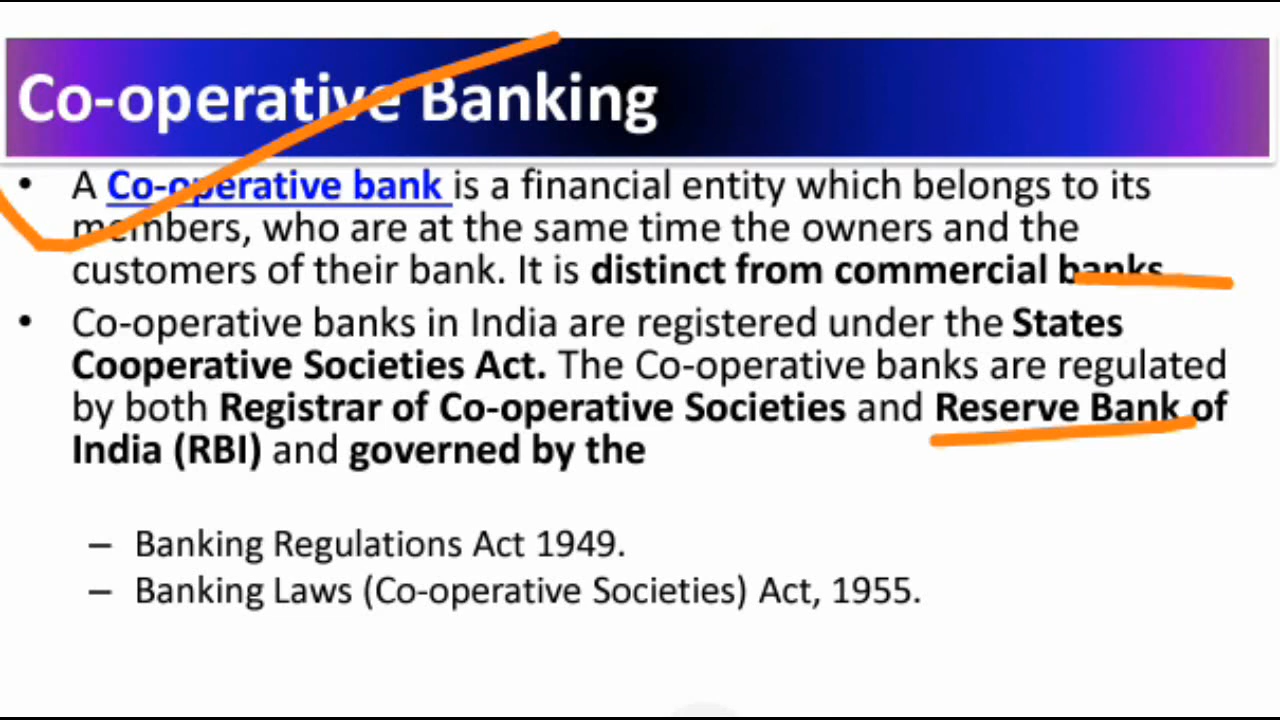 Co-operative Banking
• A Co-operative bank is a financial entity which belongs to its
members, who are at the same time the owners and the
customers of their bank. It is distinct from commercial banks
• Co-operative banks in India are registered under the States
Cooperative Societies Act. The Co-operative banks are regulated
by both Registrar of Co-operative Societies and Reserve Bank of
India (RBI) and governed by the
– Banking Regulations Act 1949.
– Banking Laws (Co-operative Societies) Act, 1955.